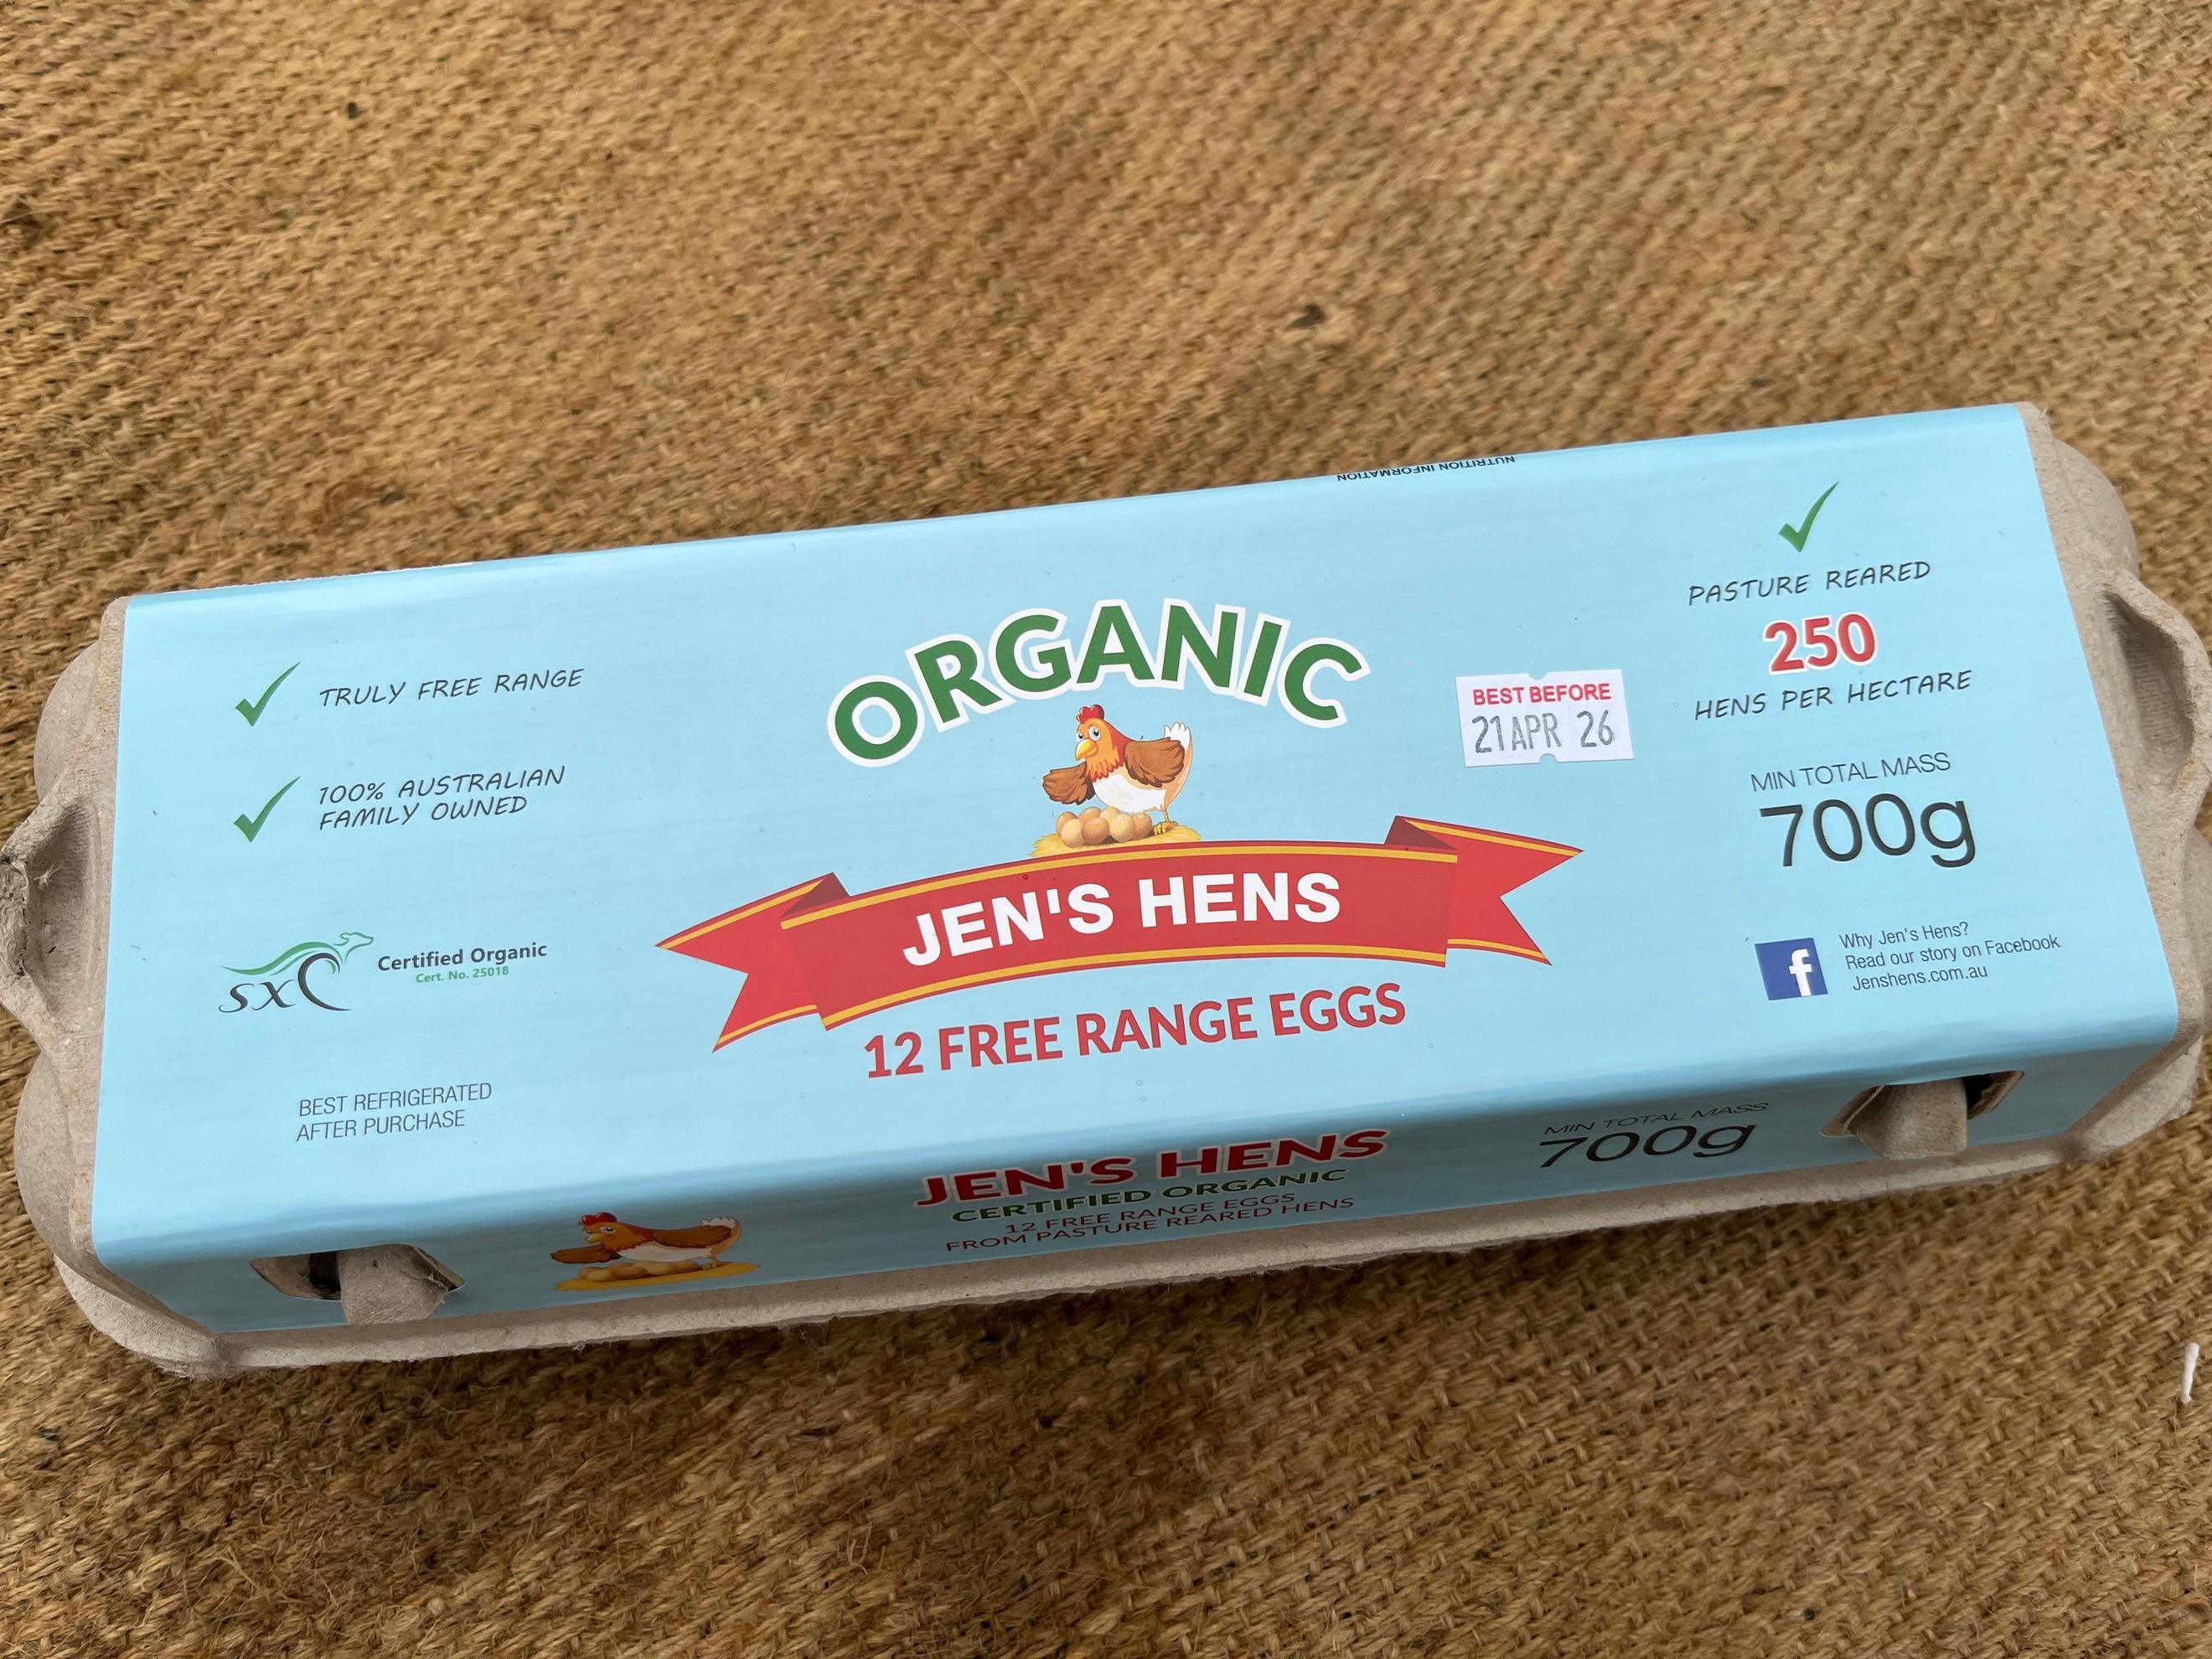 NUTRITION INFORMATION
TRULY FREE RANGE
100% AUSTRALIAN
FAMILY OWNED
SXC
Certified Organic
Cert. No. 25018
BEST REFRIGERATED
AFTER PURCHASE
ORGANIC
JEN'S HENS
12 FREE RANGE EGGS
BEST BEFORE
21 APR 26
PASTURE REARED
250
HENS PER HECTARE
MIN TOTAL MASS
700g
f
Why Jen's Hens?
Read our story on Facebook
Jenshens.com.au
JEN'S HENS
CERTIFIED ORGANIC
12 FREE RANGE EGGS
FROM PASTURE REARED HENS
MIN TOTAL MASS
700g